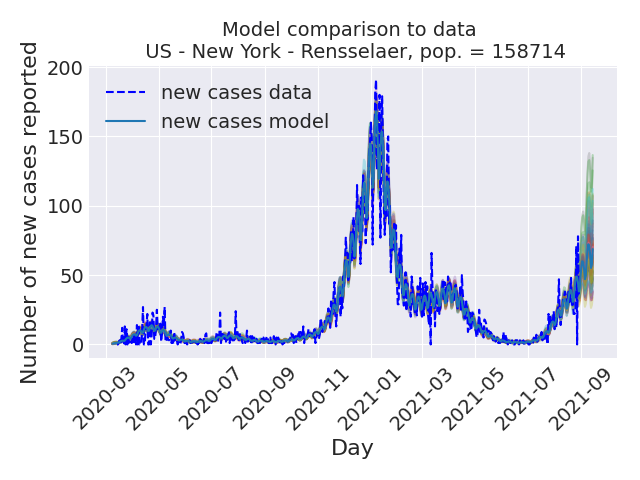 Model comparison to data
US - New York - Rensselaer, pop. = 158714
Number of new cases reported
200
150
100
50
0
new cases data
new cases model
2020-03
2020-05
2020-07
2020-09
2020-11
2021-01
2021-03
2021-05
2021-07
2021-09
Day